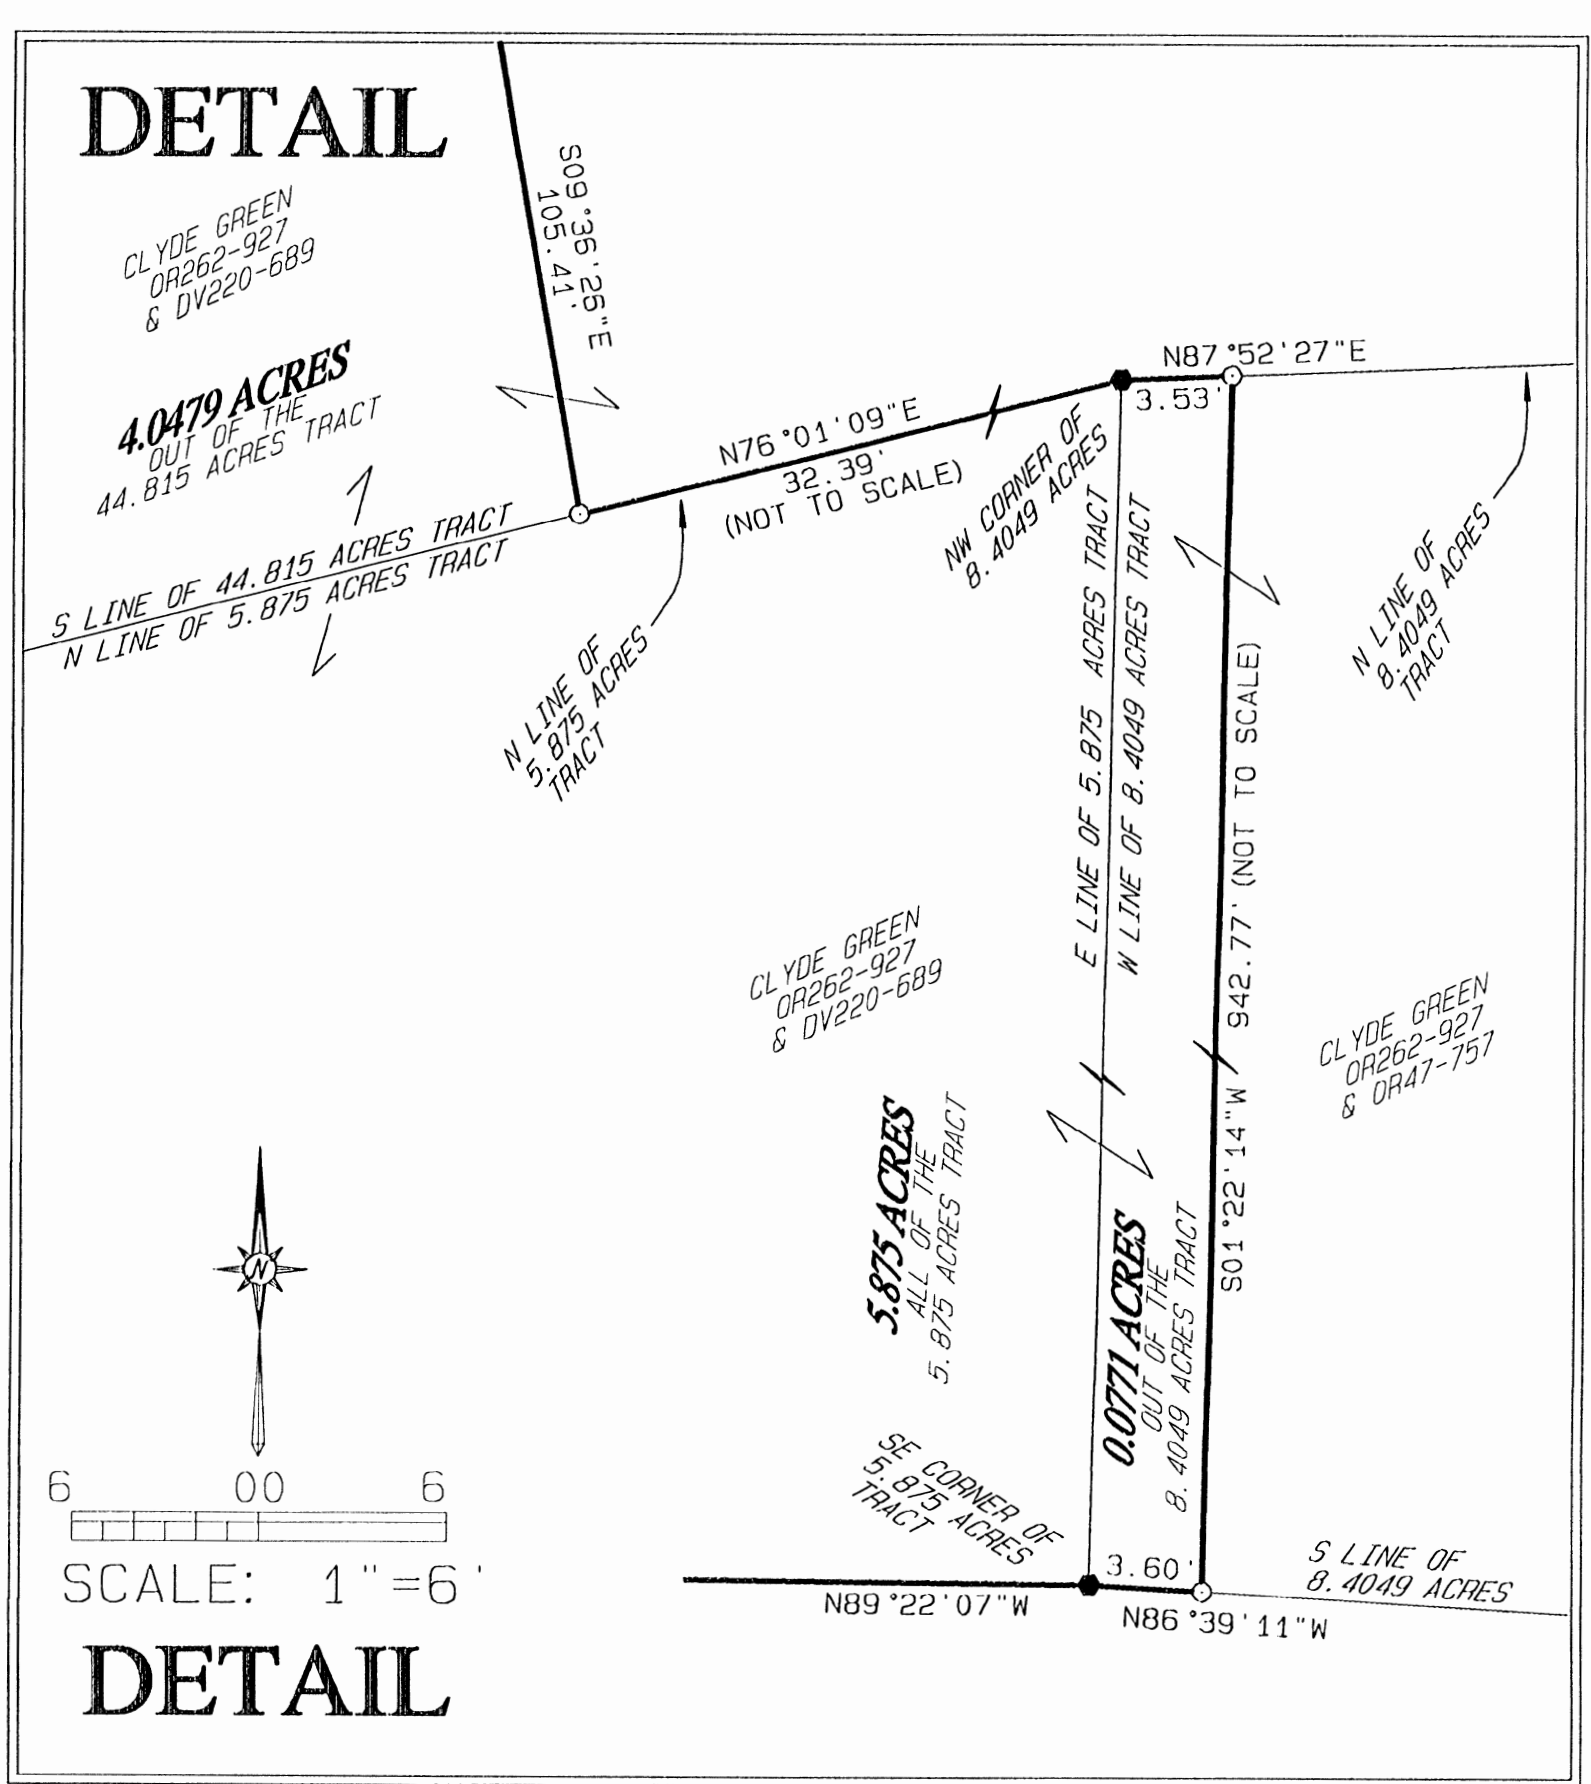 DETAIL
CLYDE GREEN
OR262-927
& DV220-689
4.0479 ACRES
OUT OF THE
44.815 ACRES TRACT
S LINE OF 44.815 ACRES TRACT
N LINE OF 5.875 ACRES TRACT
S09°36'25"E
105.41'
N76°01'09"E
32.39'
(NOT TO SCALE)
N87°52'27"E
3.53'
NW CORNER OF
8.4049 ACRES
N LINE OF
5.875 ACRES
TRACT
E LINE OF 5.875 ACRES TRACT
W LINE OF 8.4049 ACRES TRACT
N LINE OF
8.4049 ACRES
TRACT
S01°22'14"W 942.77' (NOT TO SCALE)
CLYDE GREEN
OR262-927
& DV220-689
CLYDE GREEN
OR262-927
& OR47-757
5.875 ACRES
ALL OF THE
5.875 ACRES TRACT
0.0771 ACRES
OUT OF THE
8.4049 ACRES TRACT
N
SE CORNER OF
5.875 ACRES
TRACT
3.60'
N89°22'07"W
N86°39'11"W
S LINE OF
8.4049 ACRES
6 00 6
SCALE: 1"=6'
DETAIL